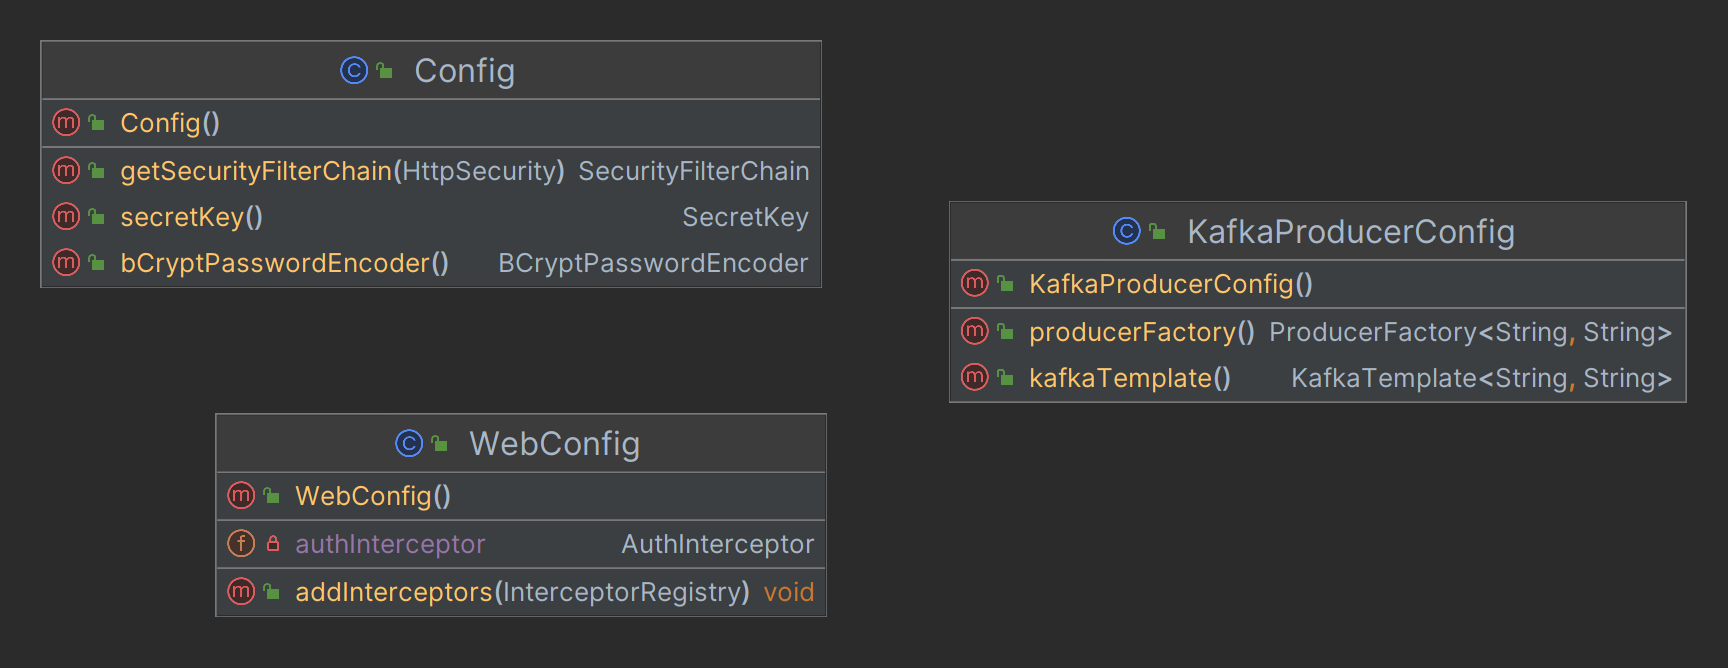 C Config
m Config()
m getSecurityFilterChain(HttpSecurity) SecurityFilterChain
m secretKey() SecretKey
m bCryptPasswordEncoder() BCryptPasswordEncoder
C KafkaProducerConfig
m KafkaProducerConfig()
m producerFactory() ProducerFactory<String, String>
m kafkaTemplate() KafkaTemplate<String, String>
C WebConfig
m WebConfig()
f authInterceptor AuthInterceptor
m addInterceptors(InterceptorRegistry) void